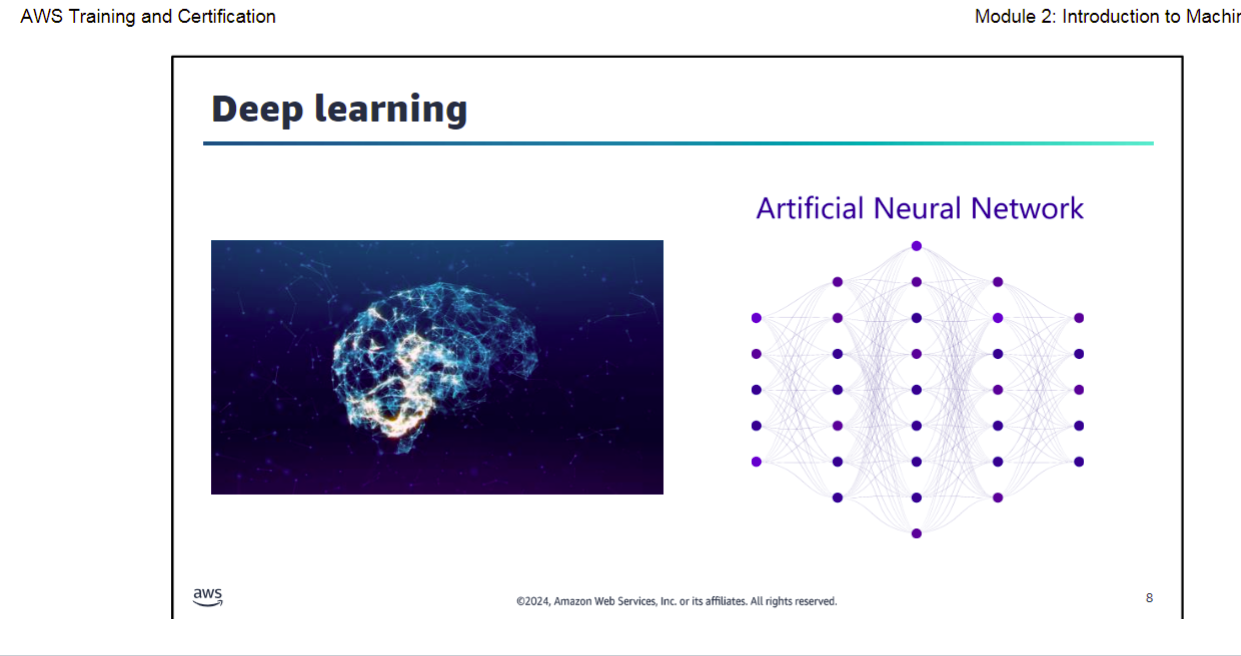 AWS Training and Certification
Module 2: Introduction to Machin
Deep learning
Artificial Neural Network
aws
©2024, Amazon Web Services, Inc. or its affiliates. All rights reserved.
8